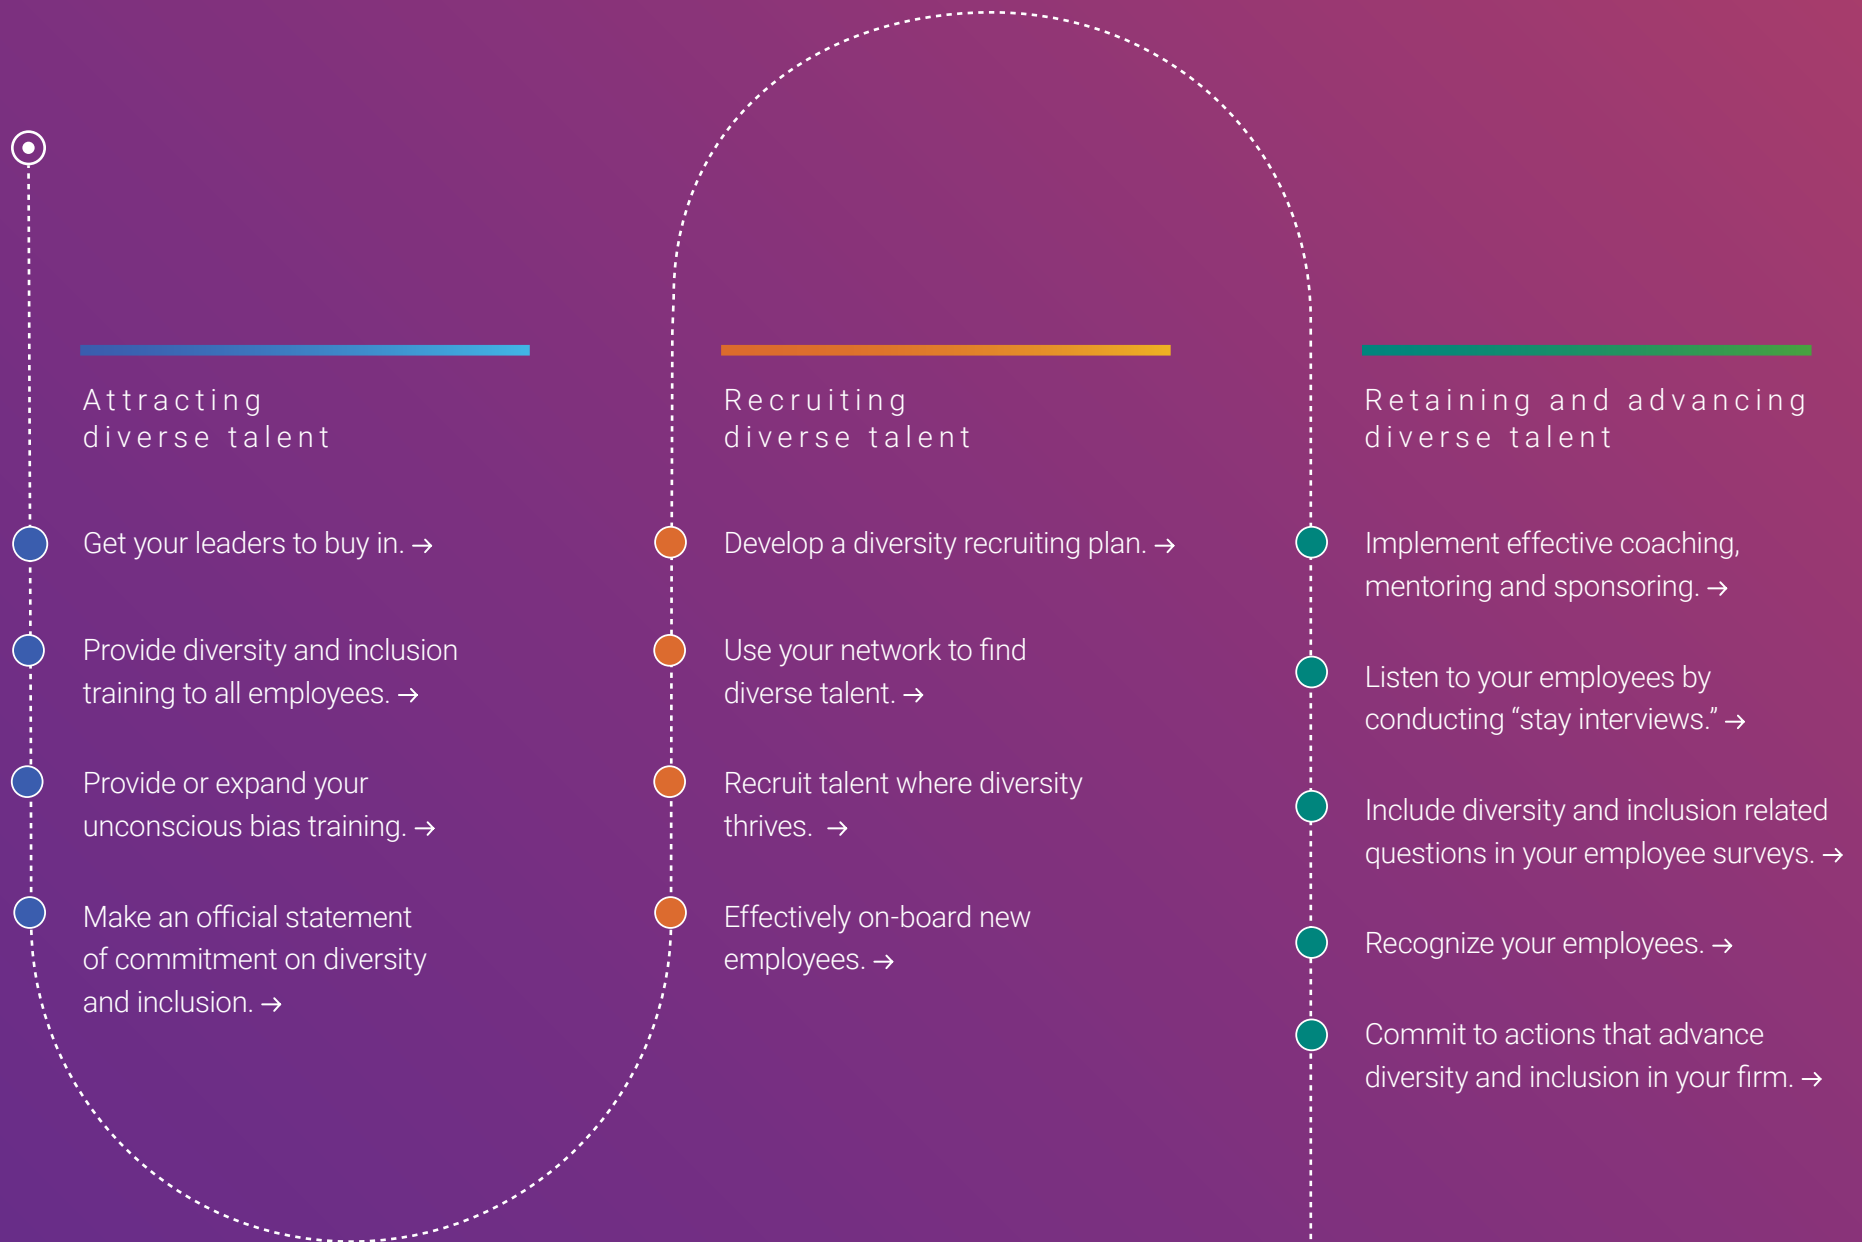 Attracting
diverse talent
Get your leaders to buy in. →
Provide diversity and inclusion
training to all employees. →
Provide or expand your
unconscious bias training. →
Make an official statement
of commitment on diversity
and inclusion. →
Recruiting
diverse talent
Develop a diversity recruiting plan. →
Use your network to find
diverse talent. →
Recruit talent where diversity
thrives. →
Effectively on-board new
employees. →
Retaining and advancing
diverse talent
Implement effective coaching,
mentoring and sponsoring. →
Listen to your employees by
conducting “stay interviews.” →
Include diversity and inclusion related
questions in your employee surveys. →
Recognize your employees. →
Commit to actions that advance
diversity and inclusion in your firm. →